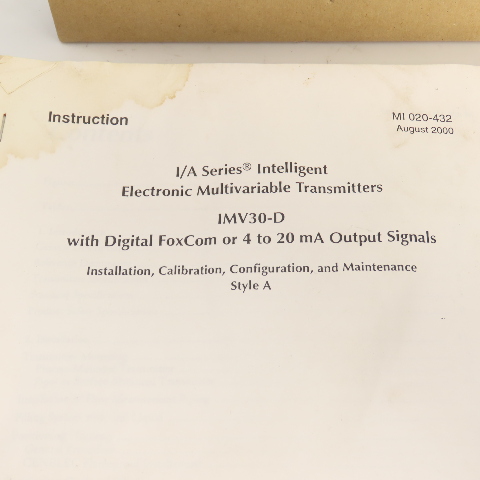 Instruction
MI 020-432
August 2000
I/A Series® Intelligent
Electronic Multivariable Transmitters
IMV30-D
with Digital FoxCom or 4 to 20 mA Output Signals
Installation, Calibration, Configuration, and Maintenance
Style A